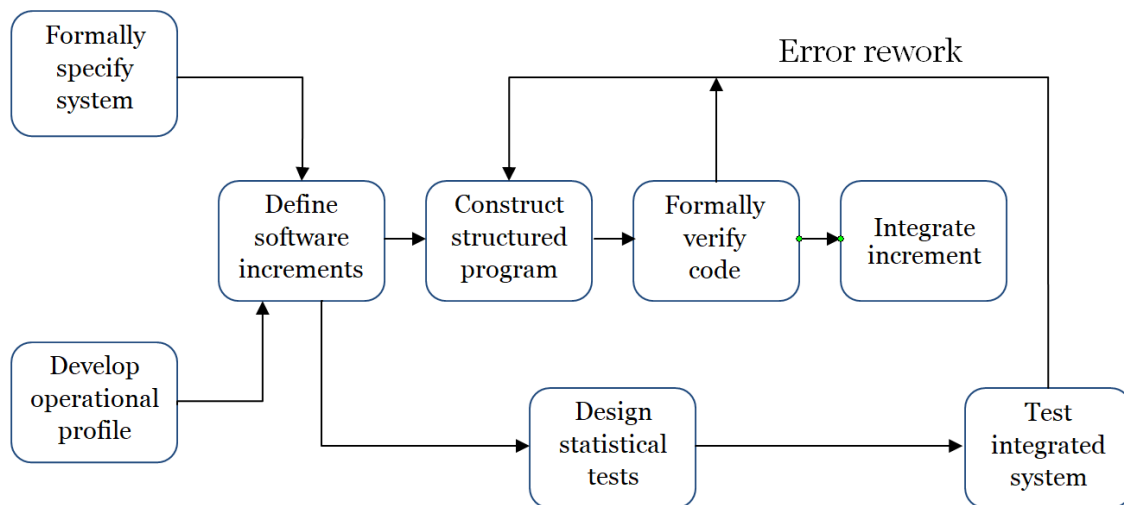 Formally
specify
system
Error rework
Define
software
increments
Construct
structured
program
Formally
verify
code
Integrate
increment
Develop
operational
profile
Design
statistical
tests
Test
integrated
system